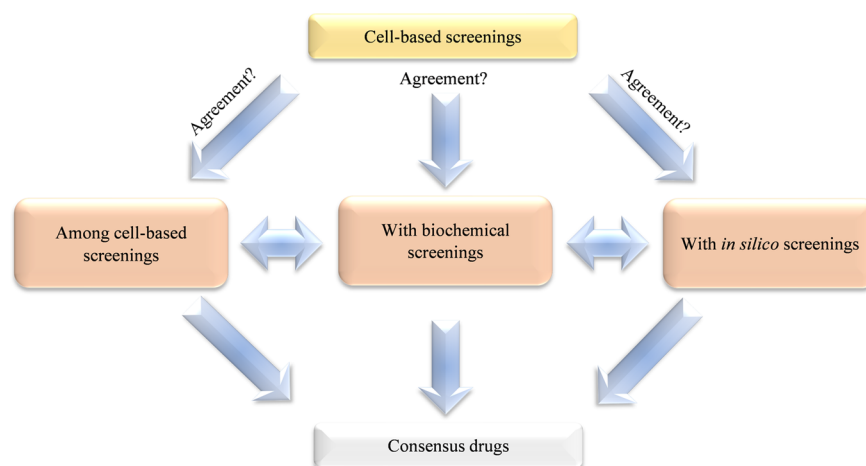 Cell-based screenings
Agreement?
Agreement?
Agreement?
Among cell-based
screenings
With biochemical
screenings
With in silico screenings
Consensus drugs